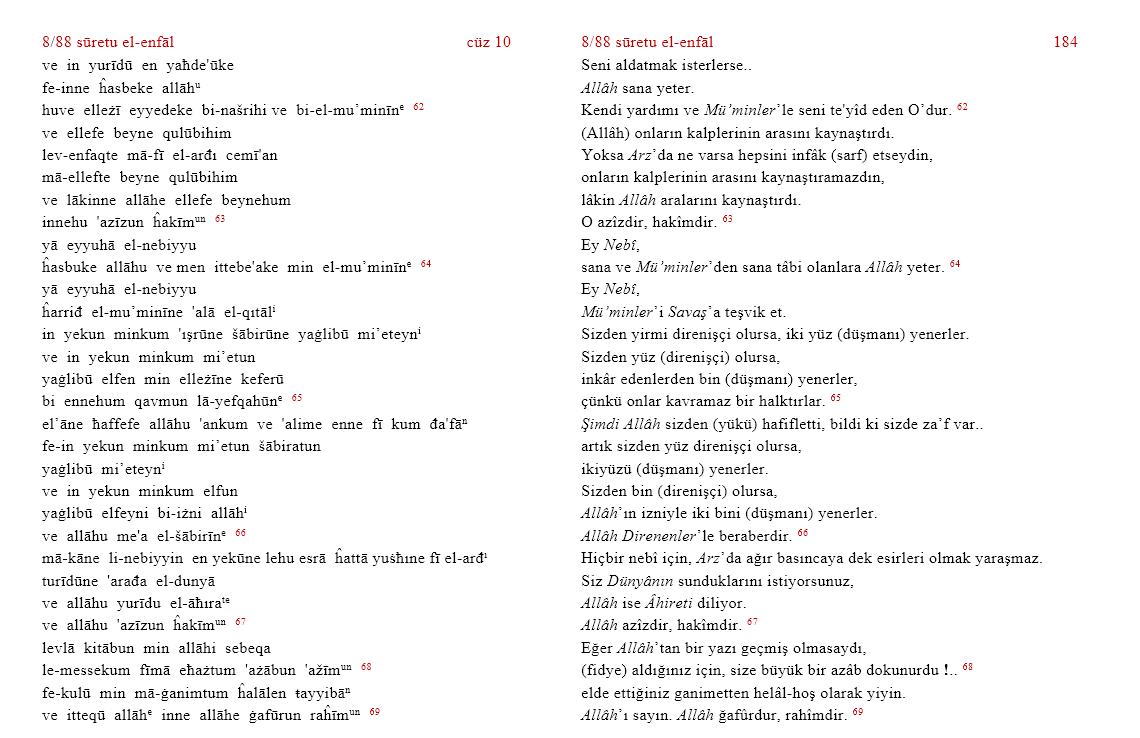 8/88 sūretu el-enfāl cüz 10
ve in yurīdū en yaħde'ūke
fe-inne ĥasbeke allāhᵘ
huve elleżī eyyedeke bi-našrihi ve bi-el-mu’minīnᵉ 62
ve ellefe beyne qulūbihim
lev-enfaqte mā-fī el-arđı cemī'an
mā-ellefte beyne qulūbihim
ve lākinne allāhe ellefe beynehum
innehu 'azīzun ĥakīmᵘⁿ 63
yā eyyuhā el-nebiyyu
ĥasbuke allāhu ve men ittebe'ake min el-mu’minīnᵉ 64
yā eyyuhā el-nebiyyu
ĥarriđ el-mu’minīne 'alā el-qıtālⁱ
in yekun minkum 'ışrūne šābirūne yaġlibū mi’eteynⁱ
ve in yekun minkum mi’etun
yaġlibū elfen min elleżīne keferū
bi ennehum qavmun lā-yefqahūnᵉ 65
el’āne ħaffefe allāhu 'ankum ve 'alime enne fī kum đa'fāⁿ
fe-in yekun minkum mi’etun šābiratun
yaġlibū mi’eteynⁱ
ve in yekun minkum elfun
yaġlibū elfeyni bi-iżni allāhⁱ
ve allāhu me'a el-šābirīnᵉ 66
mā-kāne li-nebiyyin en yekūne lehu esrā ĥattā yuśħıne fī el-arđᶦ
turīdūne 'arađa el-dunyā
ve allāhu yurīdu el-āħıraᵗᵉ
ve allāhu 'azīzun ĥakīmᵘⁿ 67
levlā kitābun min allāhi sebeqa
le-messekum fīmā eħażtum 'ażābun 'ažīmᵘⁿ 68
fe-kulū min mā-ġanimtum ĥalālen ŧayyibāⁿ
ve itteqū allāhᵉ inne allāhe ġafūrun raĥīmᵘⁿ 69
8/88 sūretu el-enfāl 184
Seni aldatmak isterlerse..
Allâh sana yeter.
Kendi yardımı ve Mü’minler’le seni te'yîd eden O’dur. 62
(Allâh) onların kalplerinin arasını kaynaştırdı.
Yoksa Arz’da ne varsa hepsini infâk (sarf) etseydin,
onların kalplerinin arasını kaynaştıramazdın,
lâkin Allâh aralarını kaynaştırdı.
O azîzdir, hakîmdir. 63
Ey Nebî,
sana ve Mü’minler’den sana tâbi olanlara Allâh yeter. 64
Ey Nebî,
Mü’minler’i Savaş’a teşvik et.
Sizden yirmi direnişçi olursa, iki yüz (düşmanı) yenerler.
Sizden yüz (direnişçi) olursa,
inkâr edenlerden bin (düşmanı) yenerler,
çünkü onlar kavramaz bir halktırlar. 65
Şimdi Allâh sizden (yükü) hafifletti, bildi ki sizde za’f var..
artık sizden yüz direnişçi olursa,
ikiyüzü (düşmanı) yenerler.
Sizden bin (direnişçi) olursa,
Allâh’ın izniyle iki bini (düşmanı) yenerler.
Allâh Direnenler’le beraberdir. 66
Hiçbir nebî için, Arz’da ağır basıncaya dek esirleri olmak yaraşmaz.
Siz Dünyânın sunduklarını istiyorsunuz,
Allâh ise Âhireti diliyor.
Allâh azîzdir, hakîmdir. 67
Eğer Allâh’tan bir yazı geçmiş olmasaydı,
(fidye) aldığınız için, size büyük bir azâb dokunurdu !.. 68
elde ettiğiniz ganimetten helâl-hoş olarak yiyin.
Allâh’ı sayın. Allâh ğafûrdur, rahîmdir. 69